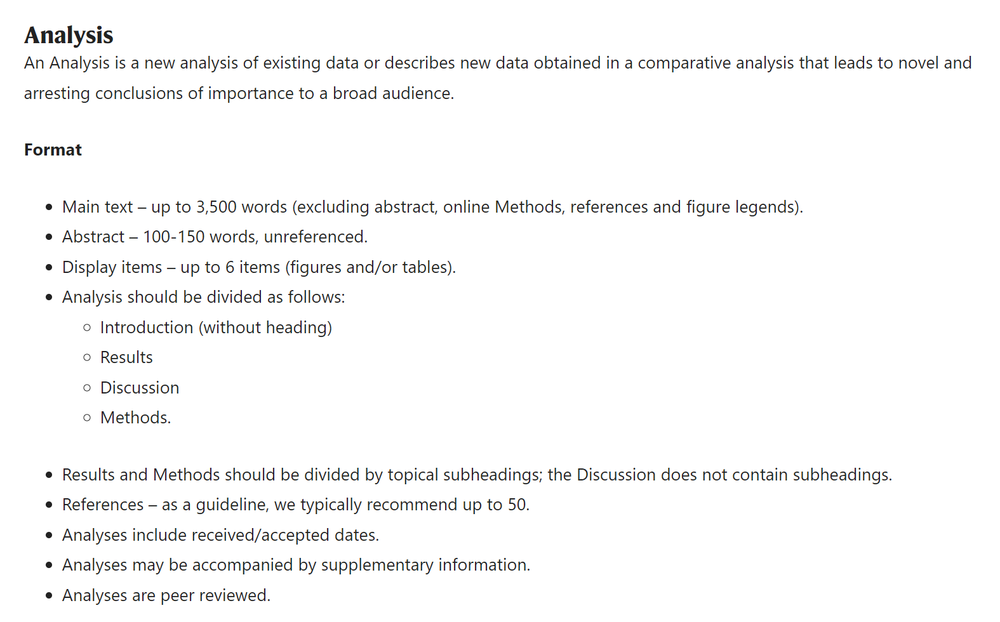 Analysis
An Analysis is a new analysis of existing data or describes new data obtained in a comparative analysis that leads to novel and
arresting conclusions of importance to a broad audience.
Format
• Main text – up to 3,500 words (excluding abstract, online Methods, references and figure legends).
• Abstract – 100-150 words, unreferenced.
• Display items – up to 6 items (figures and/or tables).
• Analysis should be divided as follows:
○ Introduction (without heading)
○ Results
○ Discussion
○ Methods.
• Results and Methods should be divided by topical subheadings; the Discussion does not contain subheadings.
• References – as a guideline, we typically recommend up to 50.
• Analyses include received/accepted dates.
• Analyses may be accompanied by supplementary information.
• Analyses are peer reviewed.